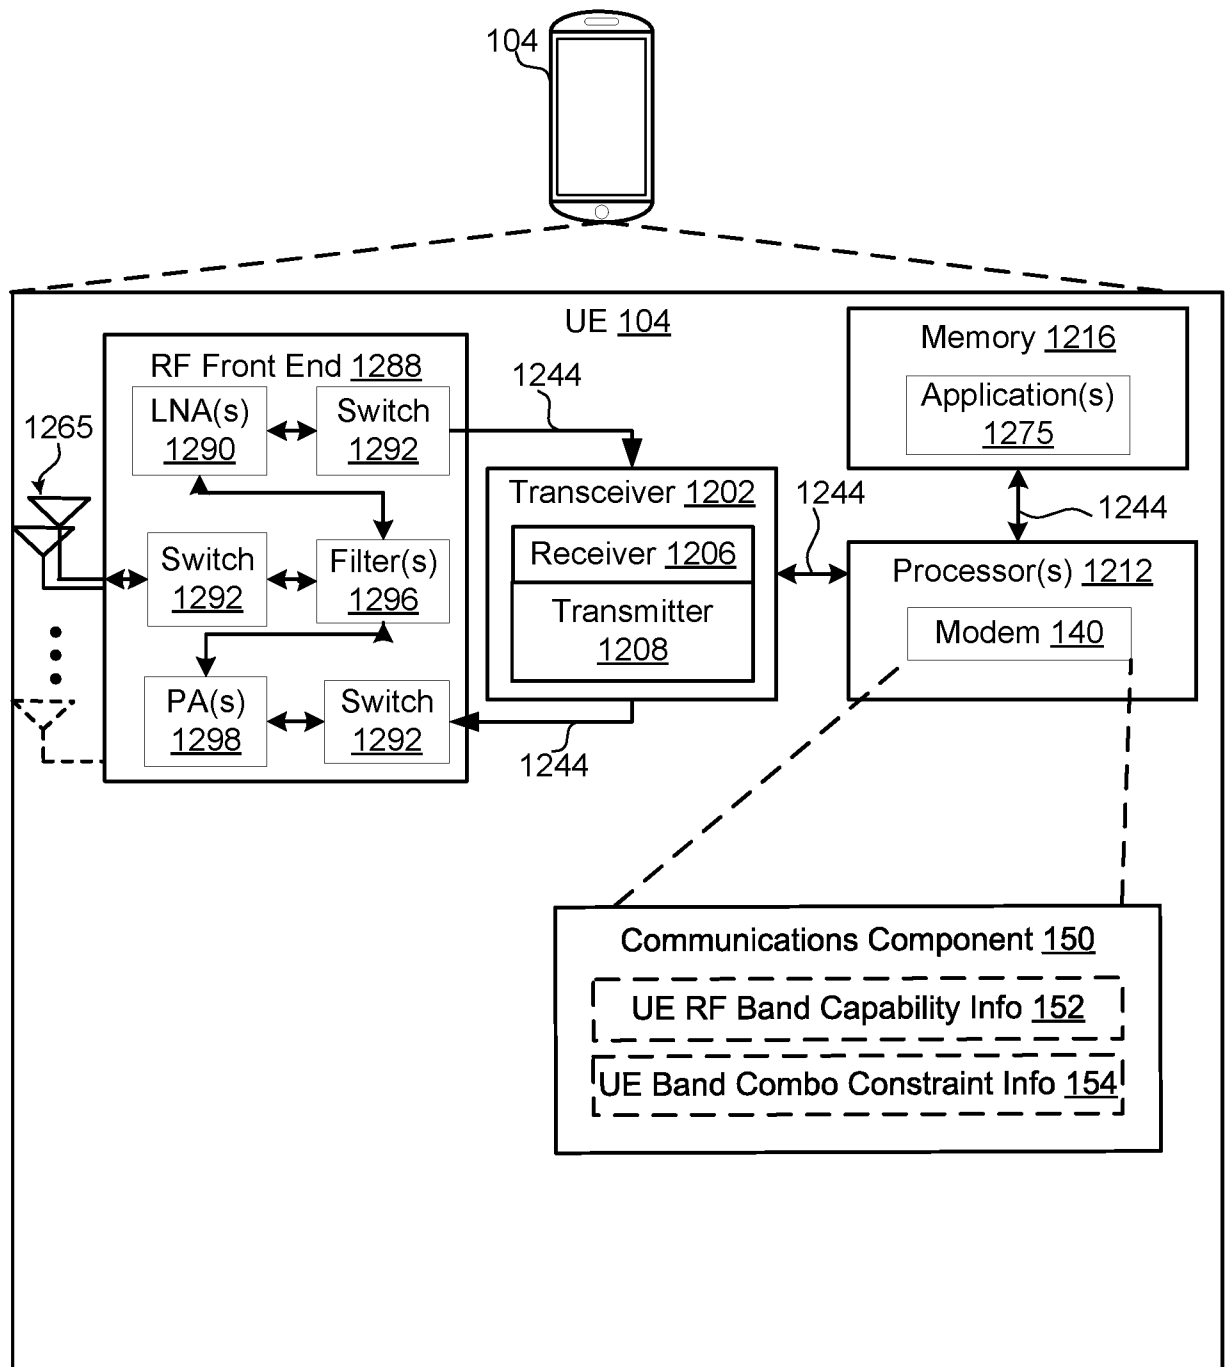 104
UE 104
RF Front End 1288
LNA(s)
1290
Switch
1292
1244
1265
Switch
1292
Filter(s)
1296
PA(s)
1298
Switch
1292
1244
Transceiver 1202
Receiver 1206
Transmitter
1208
1244
Memory 1216
Application(s)
1275
1244
Processor(s) 1212
Modem 140
Communications Component 150
UE RF Band Capability Info 152
UE Band Combo Constraint Info 154